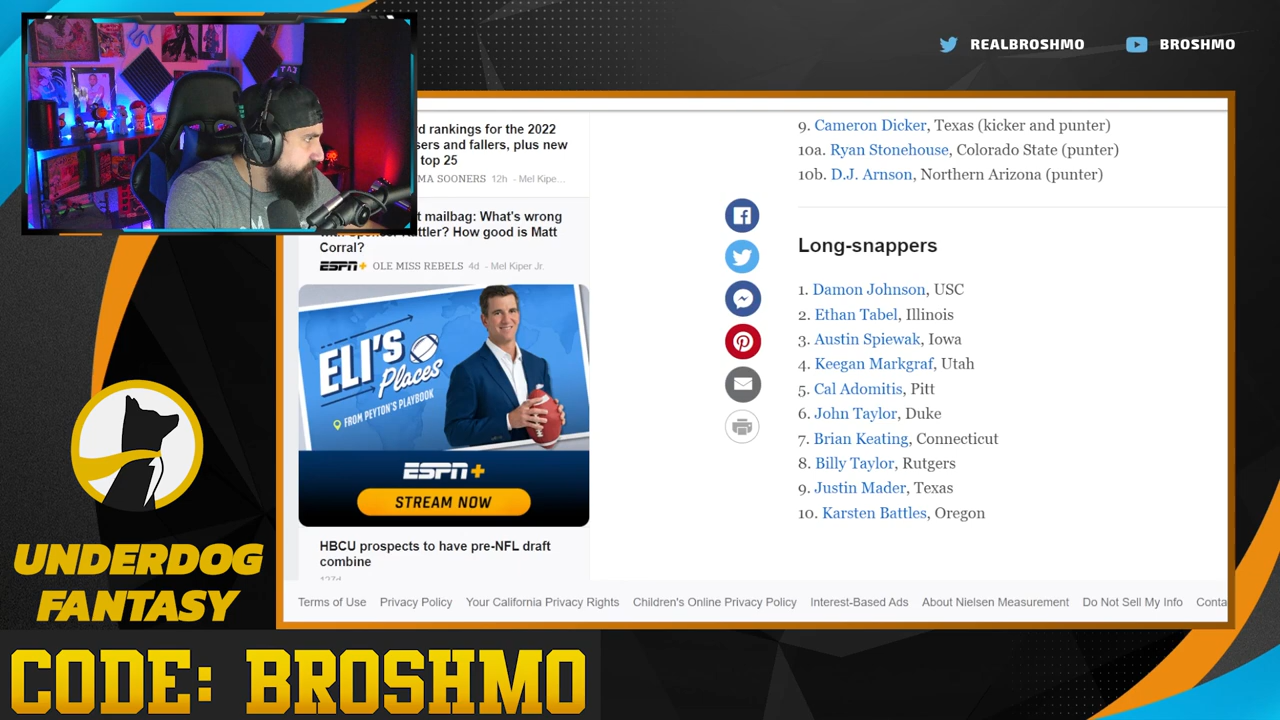 REALBROSHMO
BROSHMO
rd rankings for the 2022
sers and fallers, plus new
top 25
MA SOONERS 12h - Mel Kipe...
t mailbag: What's wrong
How good is Matt
Corral?
ESPN+ OLE MISS REBELS 4d - Mel Kiper Jr.
ELI'S
Places
FROM PEYTON'S PLAYBOOK
ESPN+
STREAM NOW
HBCU prospects to have pre-NFL draft
combine
9. Cameron Dicker, Texas (kicker and punter)
10a. Ryan Stonehouse, Colorado State (punter)
10b. D.J. Arnson, Northern Arizona (punter)
Long-snappers
1. Damon Johnson, USC
2. Ethan Tabel, Illinois
3. Austin Spiewak, Iowa
4. Keegan Markgraf, Utah
5. Cal Adomitis, Pitt
6. John Taylor, Duke
7. Brian Keating, Connecticut
8. Billy Taylor, Rutgers
9. Justin Mader, Texas
10. Karsten Battles, Oregon
Terms of Use Privacy Policy Your California Privacy Rights Children's Online Privacy Policy Interest-Based Ads About Nielsen Measurement Do Not Sell My Info Conta
UNDERDOG
FANTASY
CODE: BROSHMO